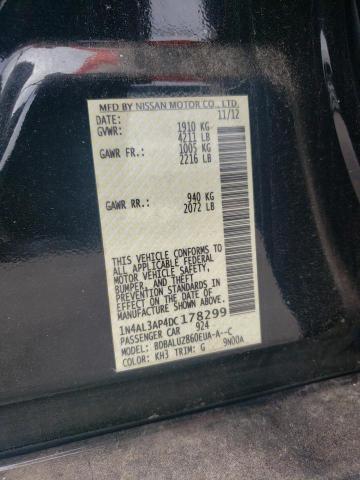 MFD BY NISSAN MOTOR CO., LTD.
DATE: 11/12
GVWR: 1910 KG
4211 LB
GAWR FR.: 1005 KG
2216 LB
GAWR RR.: 940 KG
2072 LB
THIS VEHICLE CONFORMS TO
ALL APPLICABLE FEDERAL
MOTOR VEHICLE SAFETY,
BUMPER, AND THEFT
PREVENTION STANDARDS IN
EFFECT ON THE DATE OF
MANUFACTURE SHOWN ABOVE.
1N4AL3AP4DC178299
PASSENGER CAR 924
MODEL: BDBALUZ860EUA-A--C
COLOR: KH3 TRIM: G 9N00A